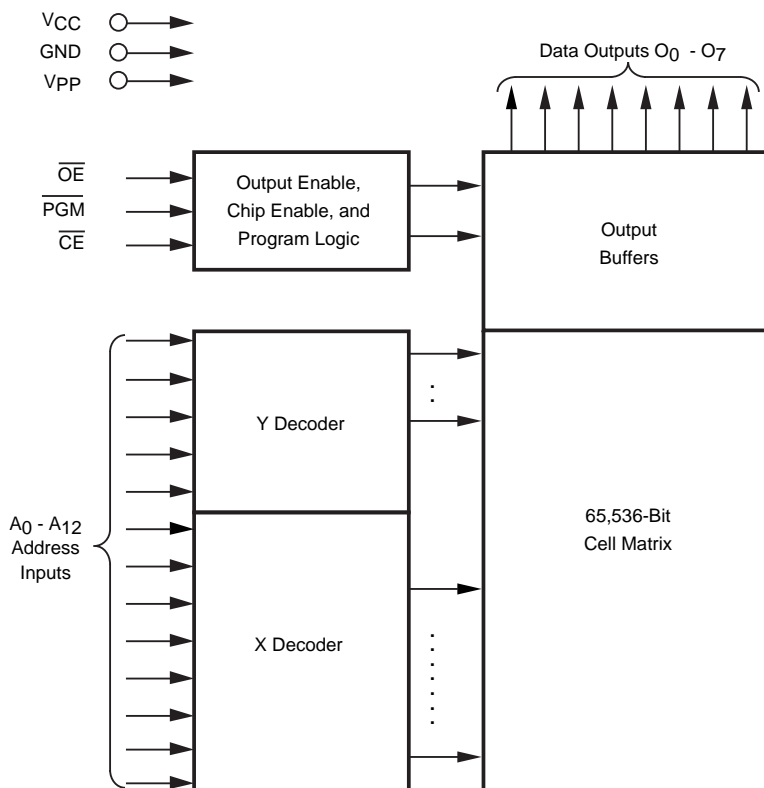 VCC
GND
VPP
Data Outputs O0 - O7
OE
PGM
CE
Output Enable,
Chip Enable, and
Program Logic
Output
Buffers
Y Decoder
A0 - A12
Address
Inputs
65,536-Bit
Cell Matrix
X Decoder